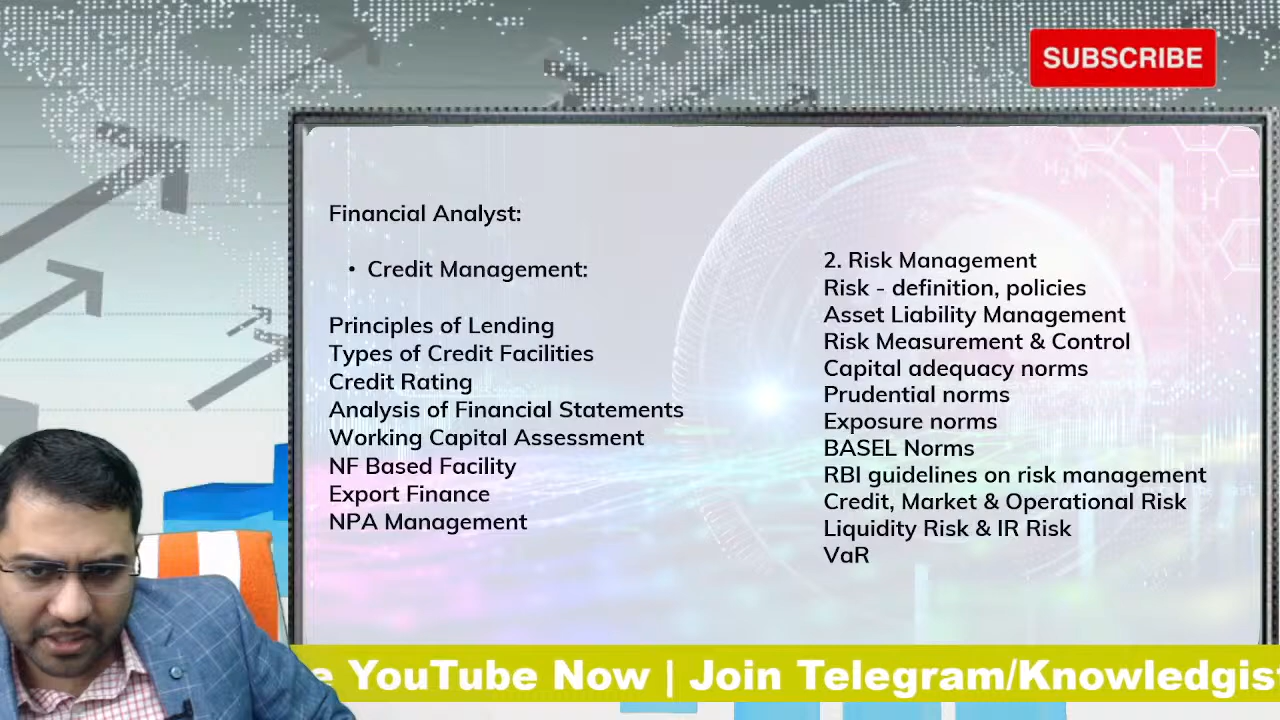 SUBSCRIBE
Financial Analyst:
• Credit Management:
Principles of Lending
Types of Credit Facilities
Credit Rating
Analysis of Financial Statements
Working Capital Assessment
NF Based Facility
Export Finance
NPA Management
2. Risk Management
Risk - definition, policies
Asset Liability Management
Risk Measurement & Control
Capital adequacy norms
Prudential norms
Exposure norms
BASEL Norms
RBI guidelines on risk management
Credit, Market & Operational Risk
Liquidity Risk & IR Risk
VaR
YouTube Now | Join Telegram/Knowledgis